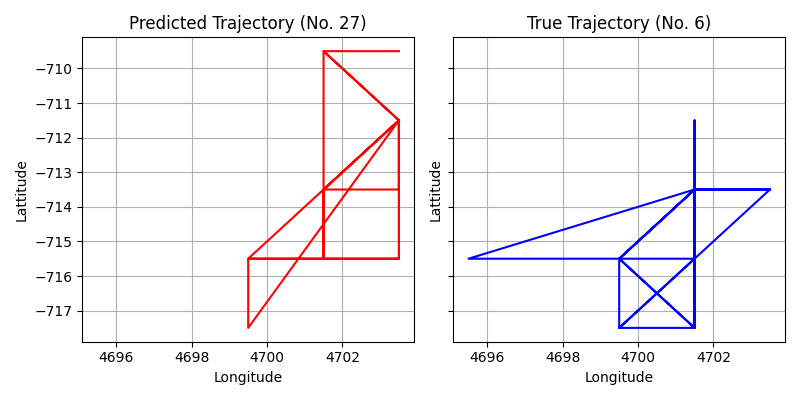 Predicted Trajectory (No. 27)
True Trajectory (No. 6)
−710
−711
−712
−713
−714
−715
−716
−717
Lattitude
Lattitude
4696 4698 4700 4702
4696 4698 4700 4702
Longitude
Longitude